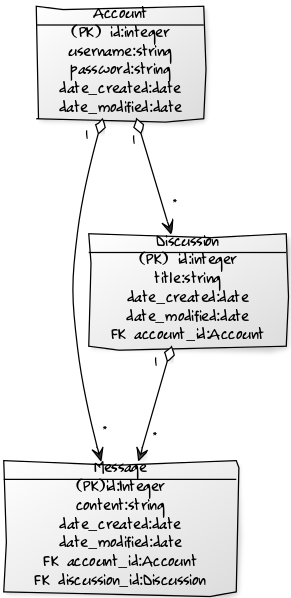 Account
(PK) id:integer
username:string
password:string
date_created:date
date_modified:date
1
1
*
Discussion
(PK) id:integer
title:string
date_created:date
date_modified:date
FK account_id:Account
1
*
*
Message
(PK)id:Integer
content:string
date_created:date
date_modified:date
FK account_id:Account
FK discussion_id:Discussion